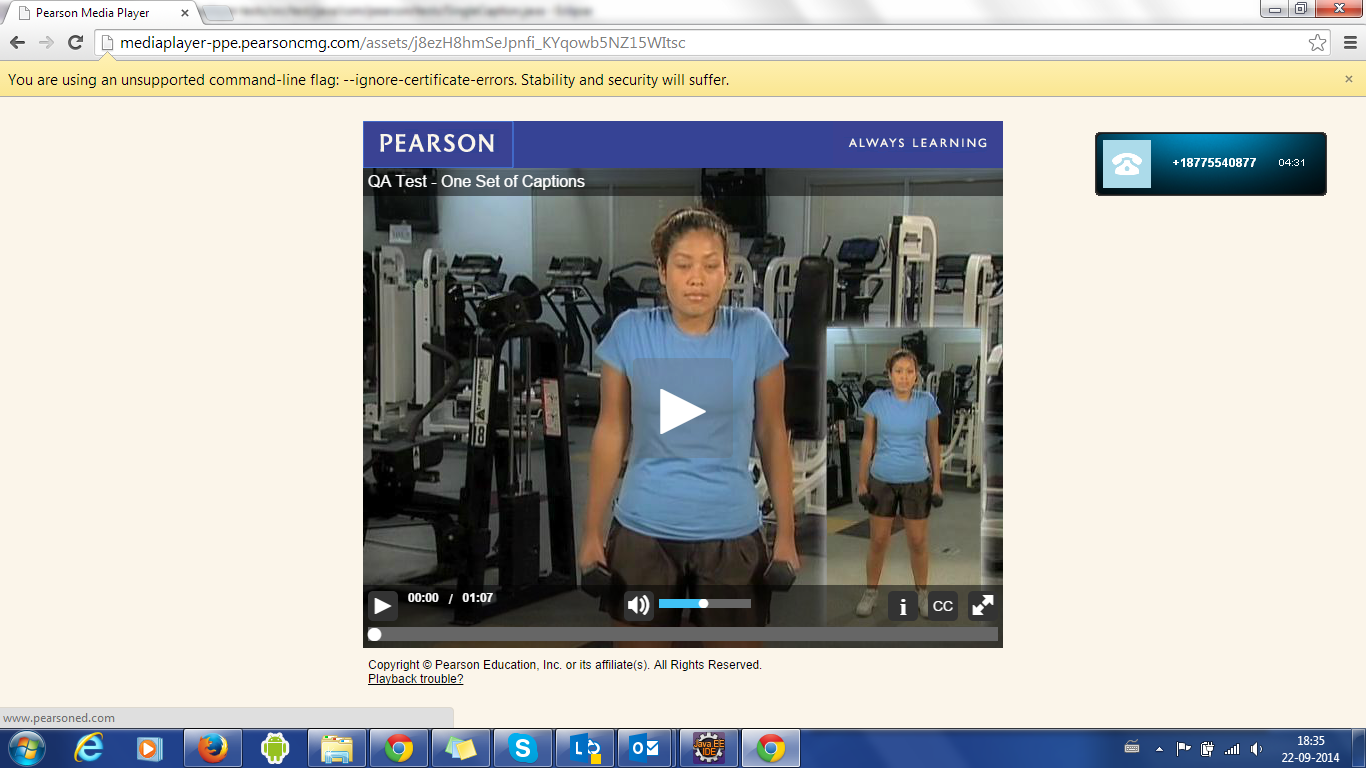 Pearson Media Player
mediaplayer-ppe.pearsoncmg.com/assets/j8ezH8hmSeJpnfi_KYqowb5NZ15WItsc
You are using an unsupported command-line flag: --ignore-certificate-errors. Stability and security will suffer.
PEARSON
ALWAYS LEARNING
+18775540877 04:31
QA Test - One Set of Captions
18
00:00 / 01:07
i CC
Copyright © Pearson Education, Inc. or its affiliate(s). All Rights Reserved.
Playback trouble?
www.pearsoned.com
Java EE
IDE
18:35
22-09-2014